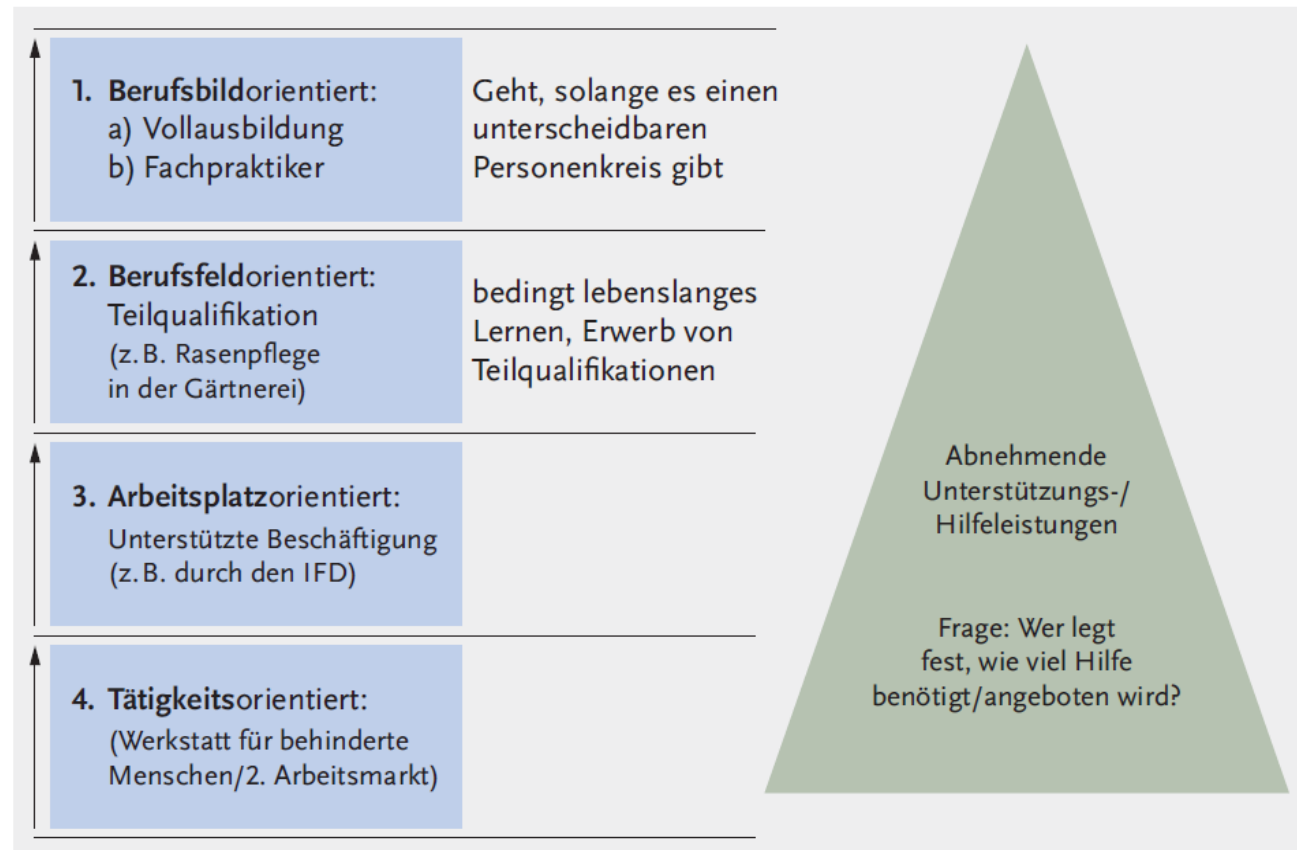 1. Berufsbildorientiert:
a) Vollausbildung
b) Fachpraktiker
Geht, solange es einen
unterscheidbaren
Personenkreis gibt
2. Berufsfeldorientiert:
Teilqualifikation
(z. B. Rasenpflege
in der Gärtnerei)
bedingt lebenslanges
Lernen, Erwerb von
Teilqualifikationen
3. Arbeitsplatzorientiert:
Unterstützte Beschäftigung
(z. B. durch den IFD)
4. Tätigkeitsorientiert:
(Werkstatt für behinderte
Menschen/2. Arbeitsmarkt)
Abnehmende
Unterstützungs-/
Hilfeleistungen
Frage: Wer legt
fest, wie viel Hilfe
benötigt/angeboten wird?